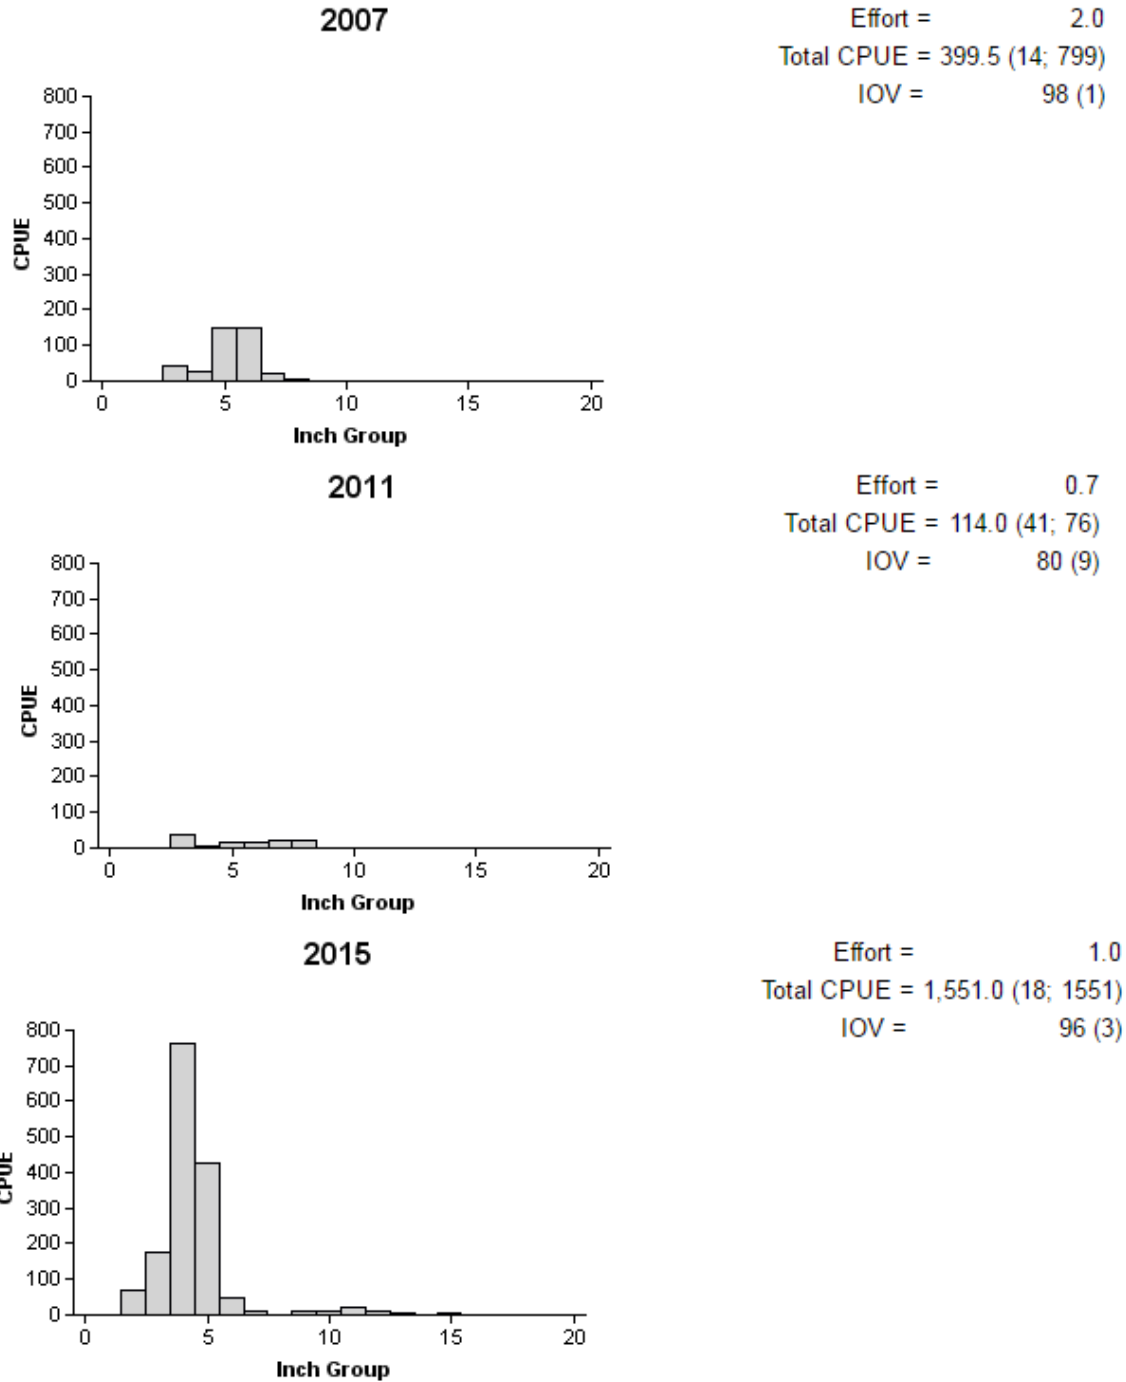 2007
Effort = 2.0
Total CPUE = 399.5 (14; 799)
IOV = 98 (1)
800
700
600
500
400
300
200
100
0
CPUE
0 5 10 15 20
Inch Group
2011
Effort = 0.7
Total CPUE = 114.0 (41; 76)
IOV = 80 (9)
800
700
600
500
400
300
200
100
0
CPUE
0 5 10 15 20
Inch Group
2015
Effort = 1.0
Total CPUE = 1,551.0 (18; 1551)
IOV = 96 (3)
800
700
600
500
400
300
200
100
0
CPUE
0 5 10 15 20
Inch Group